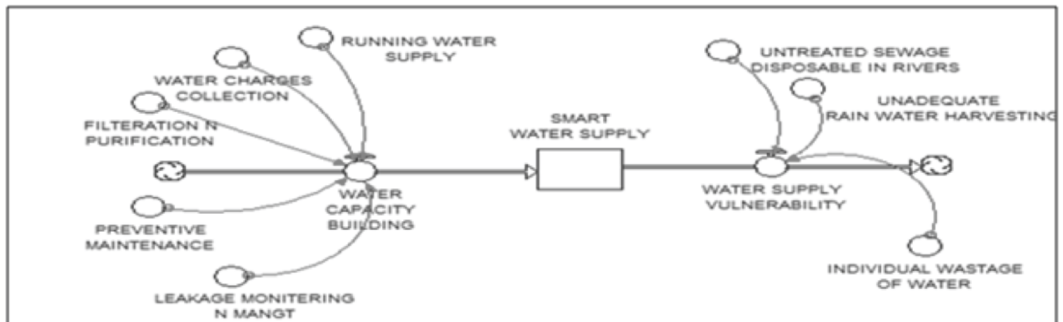 RUNNING WATER
SUPPLY
WATER CHARGES
COLLECTION
FILTERATION N
PURIFICATION
PREVENTIVE
MAINTENANCE
LEAKAGE MONITERING
N MANGT
WATER
CAPACITY
BUILDING
SMART
WATER SUPPLY
UNTREATED SEWAGE
DISPOSABLE IN RIVERS
UNADEQUATE
RAIN WATER HARVESTING
WATER SUPPLY
VULNERABILITY
INDIVIDUAL WASTAGE
OF WATER